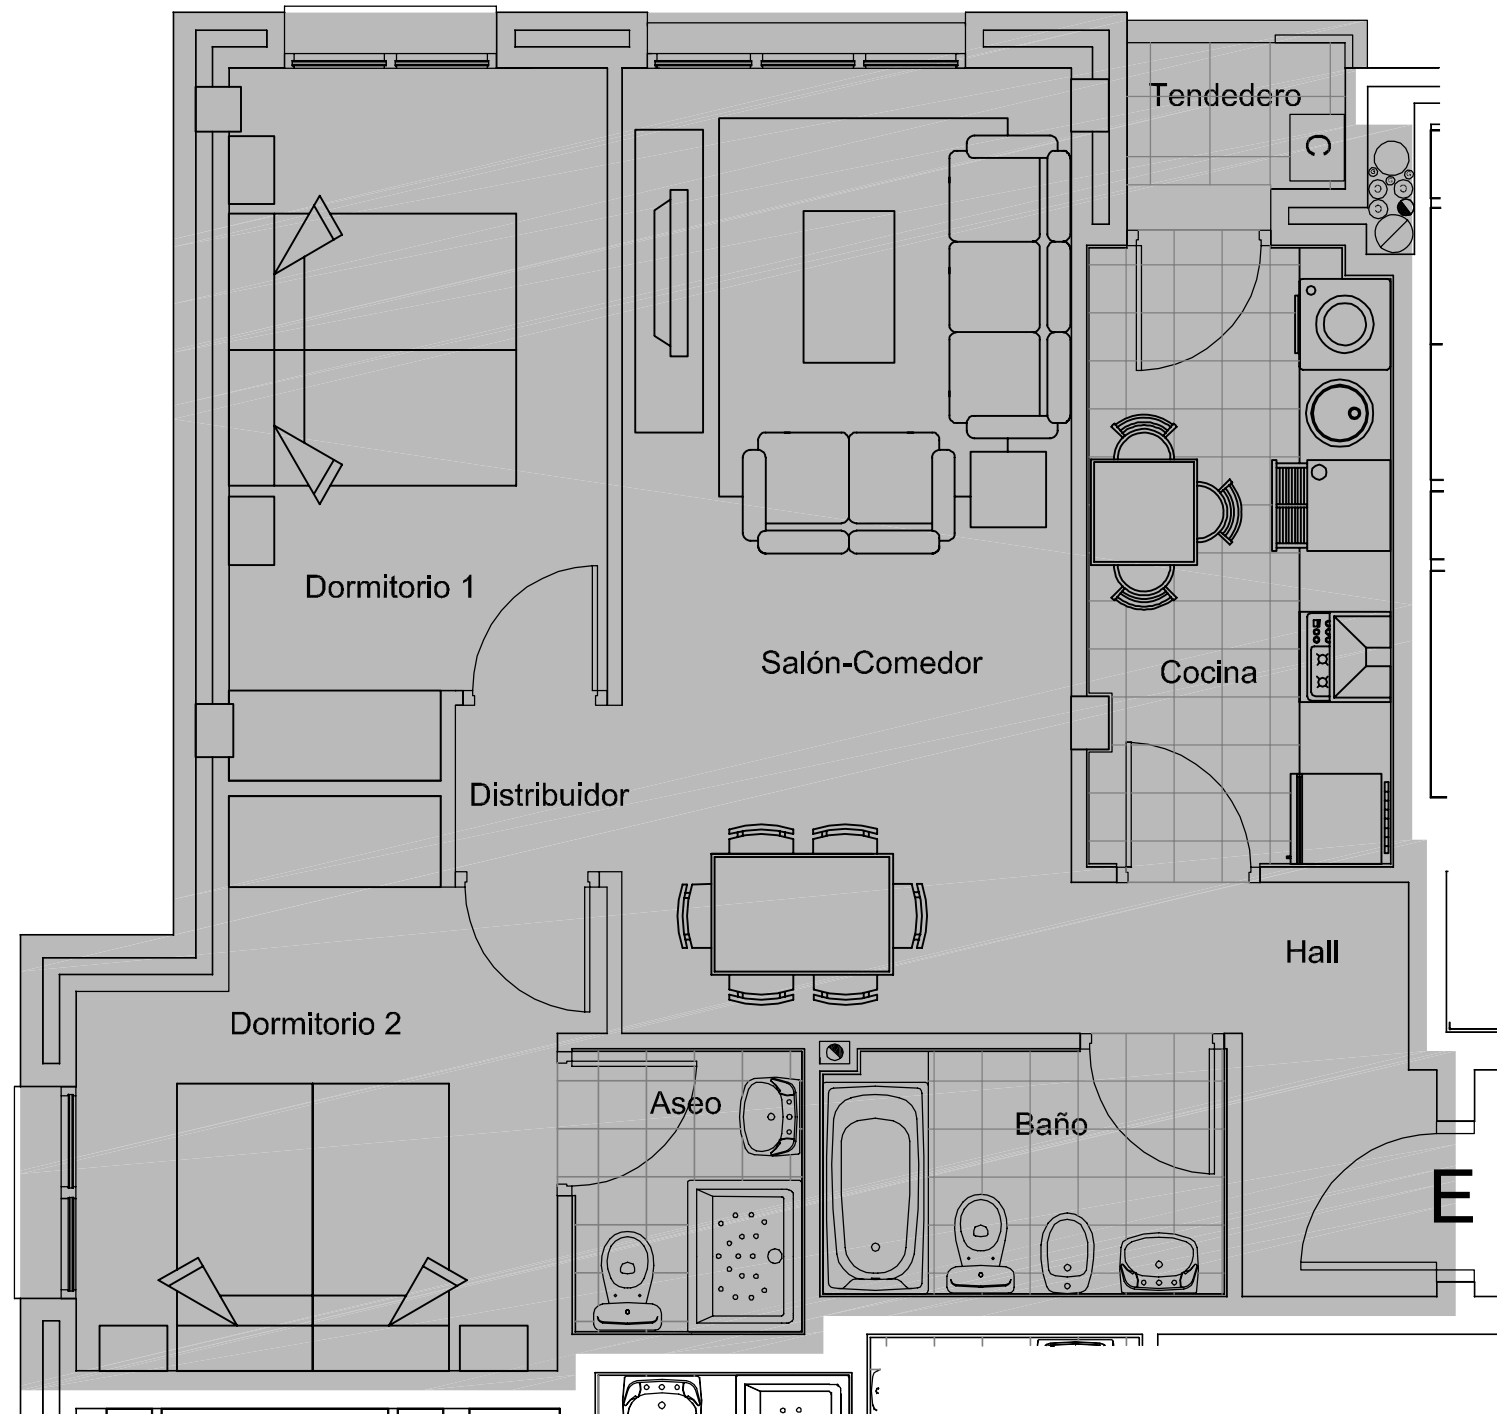 Tendedero
C
Dormitorio 1
Salón-Comedor
Cocina
Distribuidor
Hall
Dormitorio 2
Aseo
Baño
E